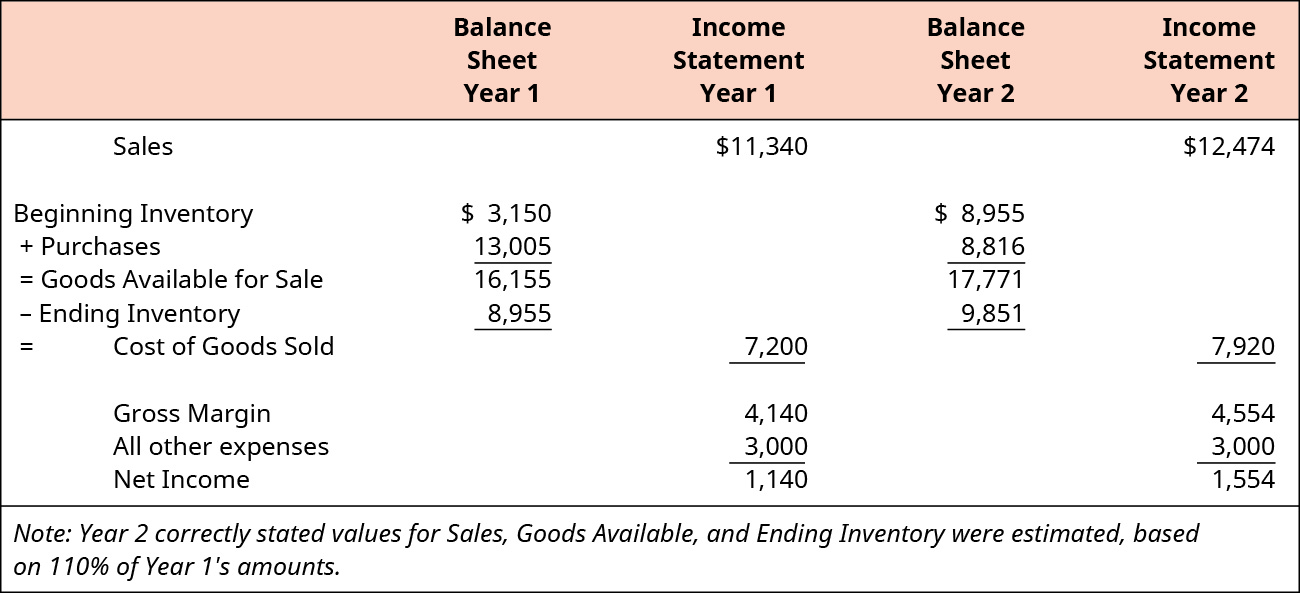 Balance Sheet Year 1 Income Statement Year 1 Balance Sheet Year 2 Income Statement Year 2
Sales $11,340 $12,474
Beginning Inventory $ 3,150 $ 8,955
+ Purchases 13,005 8,816
= Goods Available for Sale 16,155 17,771
– Ending Inventory 8,955 9,851
= Cost of Goods Sold 7,200 7,920
Gross Margin 4,140 4,554
All other expenses 3,000 3,000
Net Income 1,140 1,554
Note: Year 2 correctly stated values for Sales, Goods Available, and Ending Inventory were estimated, based
on 110% of Year 1's amounts.